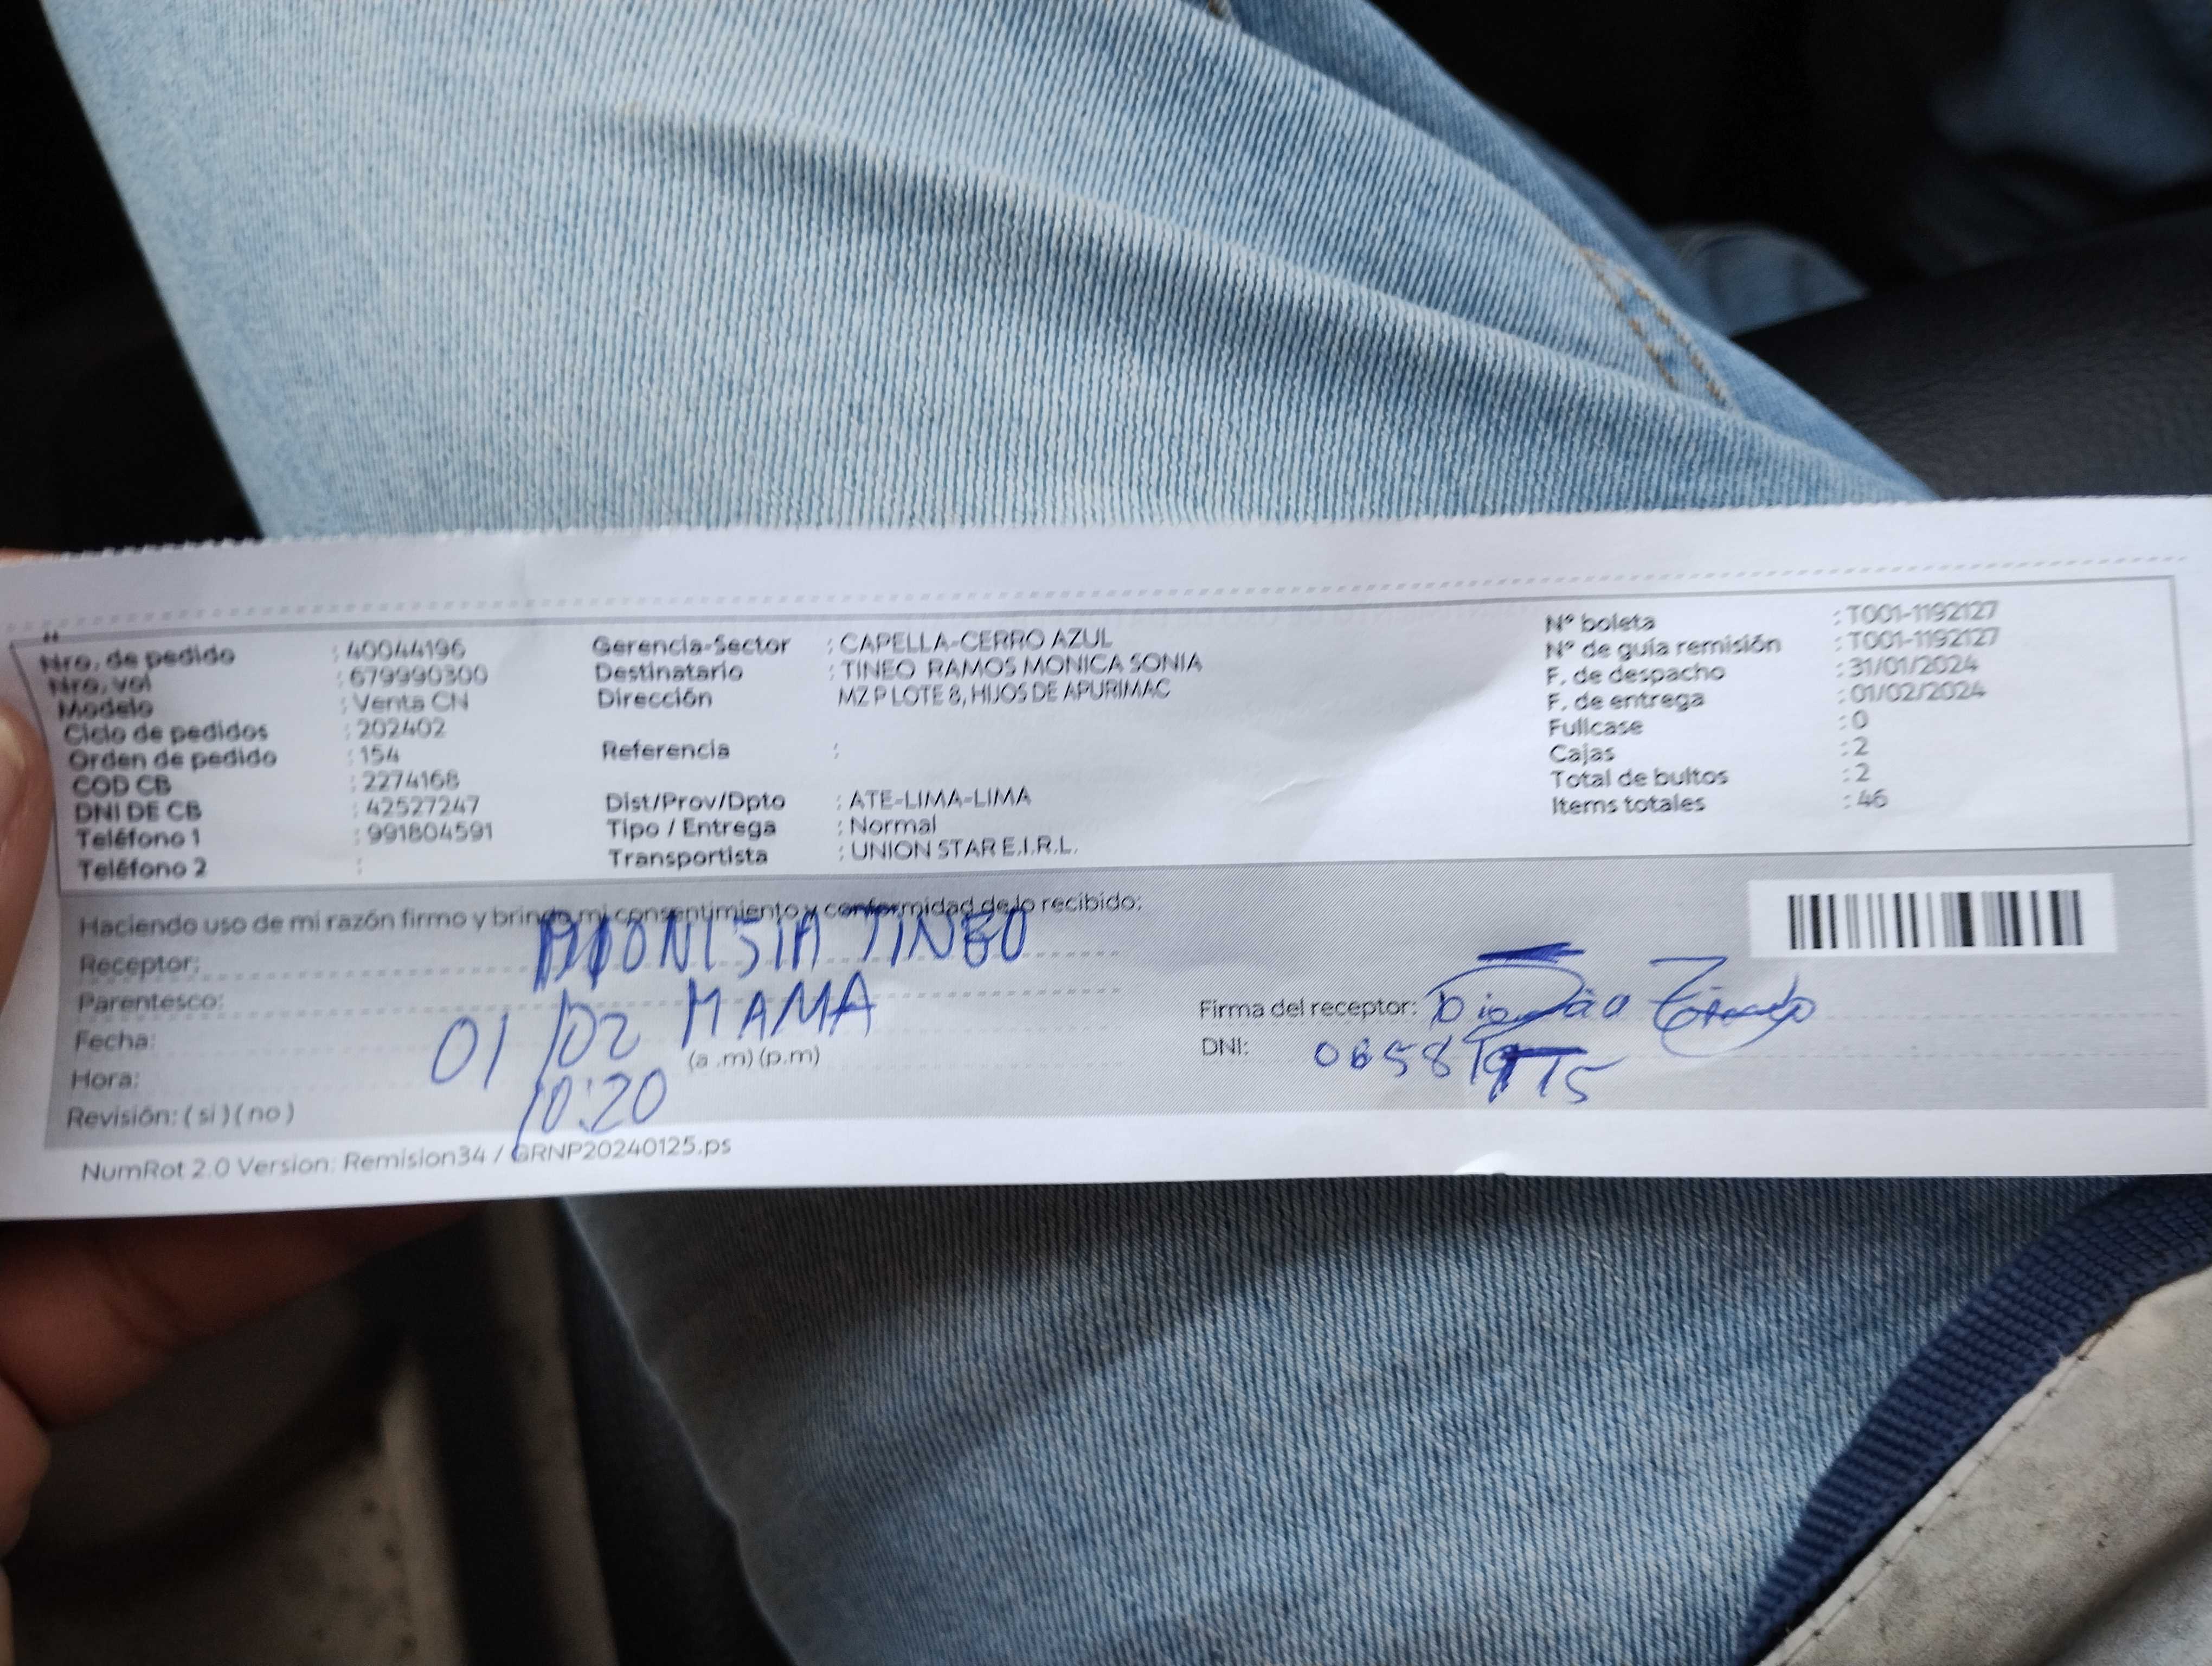 Nro. de pedido : 40044196
Nro. vol : 679990300
Modelo : Venta CN
Ciclo de pedidos : 202402
Orden de pedido : 154
COD CB : 2274168
DNI DE CB : 42527247
Teléfono 1 : 991804591
Teléfono 2 :
Gerencia-Sector : CAPELLA-CERRO AZUL
Destinatario : TINEO RAMOS MONICA SONIA
Dirección MZ P LOTE 8, HIJOS DE APURIMAC
Referencia :
Dist/Prov/Dpto : ATE-LIMA-LIMA
Tipo / Entrega : Normal
Transportista : UNION STAR E.I.R.L.
N° boleta : T001-1192127
N° de guía remisión : T001-1192127
F. de despacho : 31/01/2024
F. de entrega : 01/02/2024
Fullcase : 0
Cajas : 2
Total de bultos : 2
Items totales : 46
Haciendo uso de mi razón firmo y brindo mi consentimiento y conformidad de lo recibido:
Receptor: DIONISIA TINEO
Parentesco: MAMA
Fecha: 01/02
Hora: 10:20 (a .m) (p.m)
Revisión: ( si ) ( no )
Firma del receptor:
DNI:
NumRot 2.0 Version: Remision34 / GRNP20240125.ps